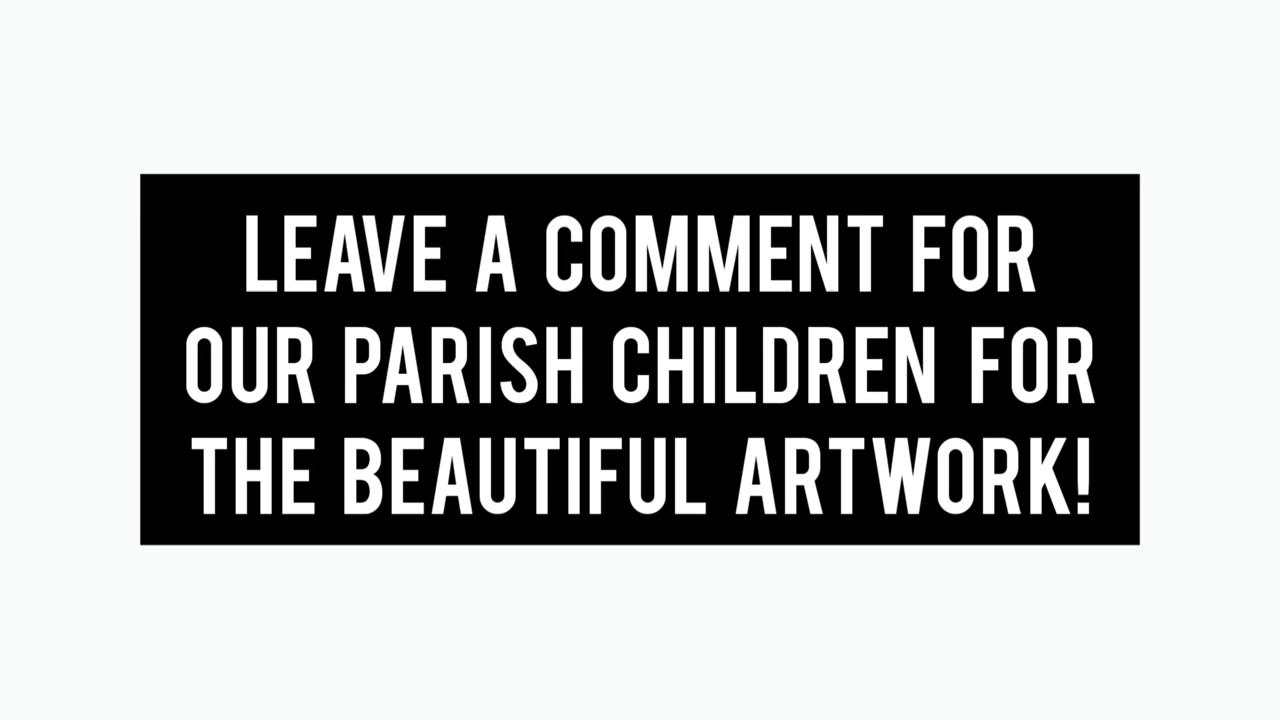 LEAVE A COMMENT FOR
OUR PARISH CHILDREN FOR
THE BEAUTIFUL ARTWORK!